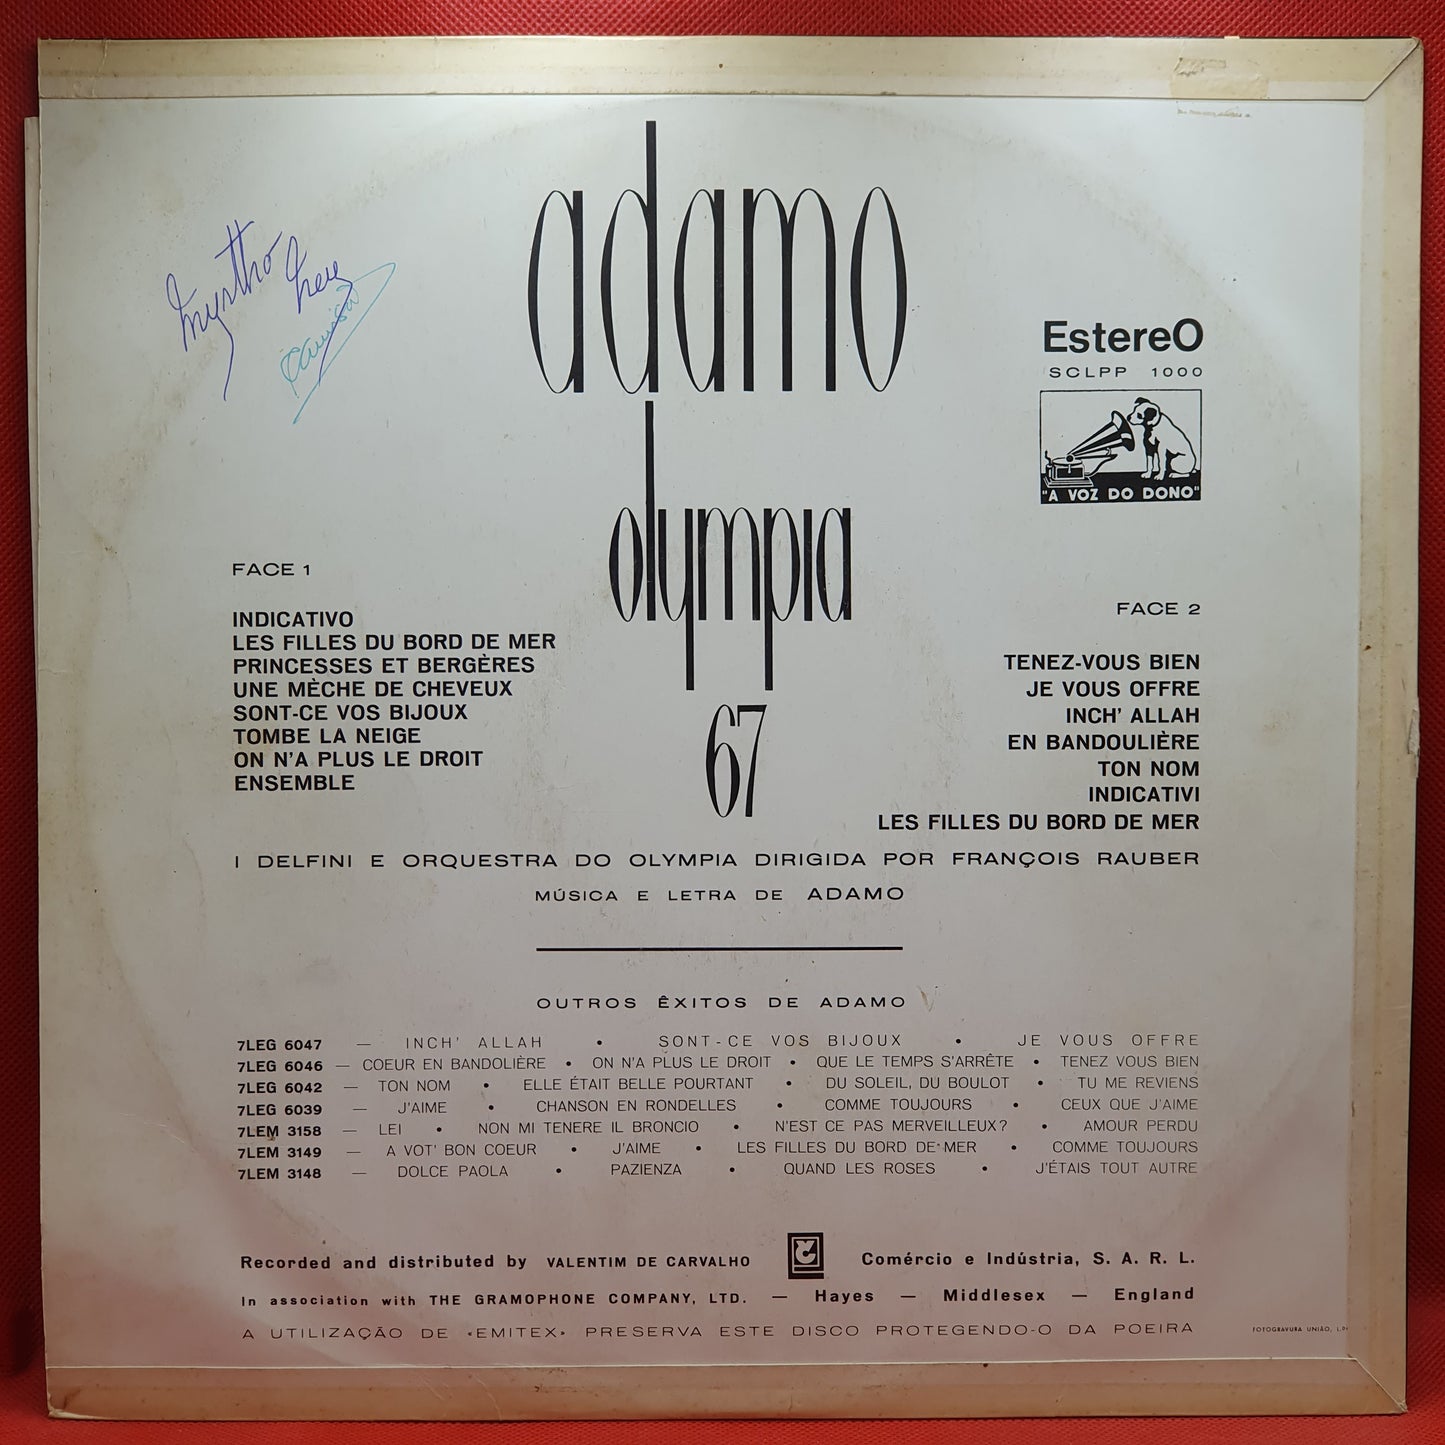 adamo
olympia
67
EstereO
SCLPP 1000
"A VOZ DO DONO"
FACE 1
INDICATIVO
LES FILLES DU BORD DE MER
PRINCESSES ET BERGÈRES
UNE MÈCHE DE CHEVEUX
SONT-CE VOS BIJOUX
TOMBE LA NEIGE
ON N'A PLUS LE DROIT
ENSEMBLE
FACE 2
TENEZ-VOUS BIEN
JE VOUS OFFRE
INCH' ALLAH
EN BANDOULIÈRE
TON NOM
INDICATIVI
LES FILLES DU BORD DE MER
I DELFINI E ORQUESTRA DO OLYMPIA DIRIGIDA POR FRANÇOIS RAUBER
MÚSICA E LETRA DE ADAMO
OUTROS ÊXITOS DE ADAMO
7LEG 6047 — INCH' ALLAH • SONT-CE VOS BIJOUX • JE VOUS OFFRE
7LEG 6046 — COEUR EN BANDOLIÈRE • ON N'A PLUS LE DROIT • QUE LE TEMPS S'ARRÊTE • TENEZ VOUS BIEN
7LEG 6042 — TON NOM • ELLE ÉTAIT BELLE POURTANT • DU SOLEIL, DU BOULOT • TU ME REVIENS
7LEG 6039 — J'AIME • CHANSON EN RONDELLES • COMME TOUJOURS • CEUX QUE J'AIME
7LEM 3158 — LEI • NON MI TENERE IL BRONCIO • N'EST CE PAS MERVEILLEUX? • AMOUR PERDU
7LEM 3149 — A VOT' BON COEUR • J'AIME • LES FILLES DU BORD DE MER • COMME TOUJOURS
7LEM 3148 — DOLCE PAOLA • PAZIENZA • QUAND LES ROSES • J'ÉTAIS TOUT AUTRE
Recorded and distributed by VALENTIM DE CARVALHO Comércio e Indústria, S. A. R. L.
In association with THE GRAMOPHONE COMPANY, LTD. — Hayes — Middlesex — England
A UTILIZAÇÃO DE «EMITEX» PRESERVA ESTE DISCO PROTEGENDO-O DA POEIRA
FOTOGRAVURA UNIÃO,